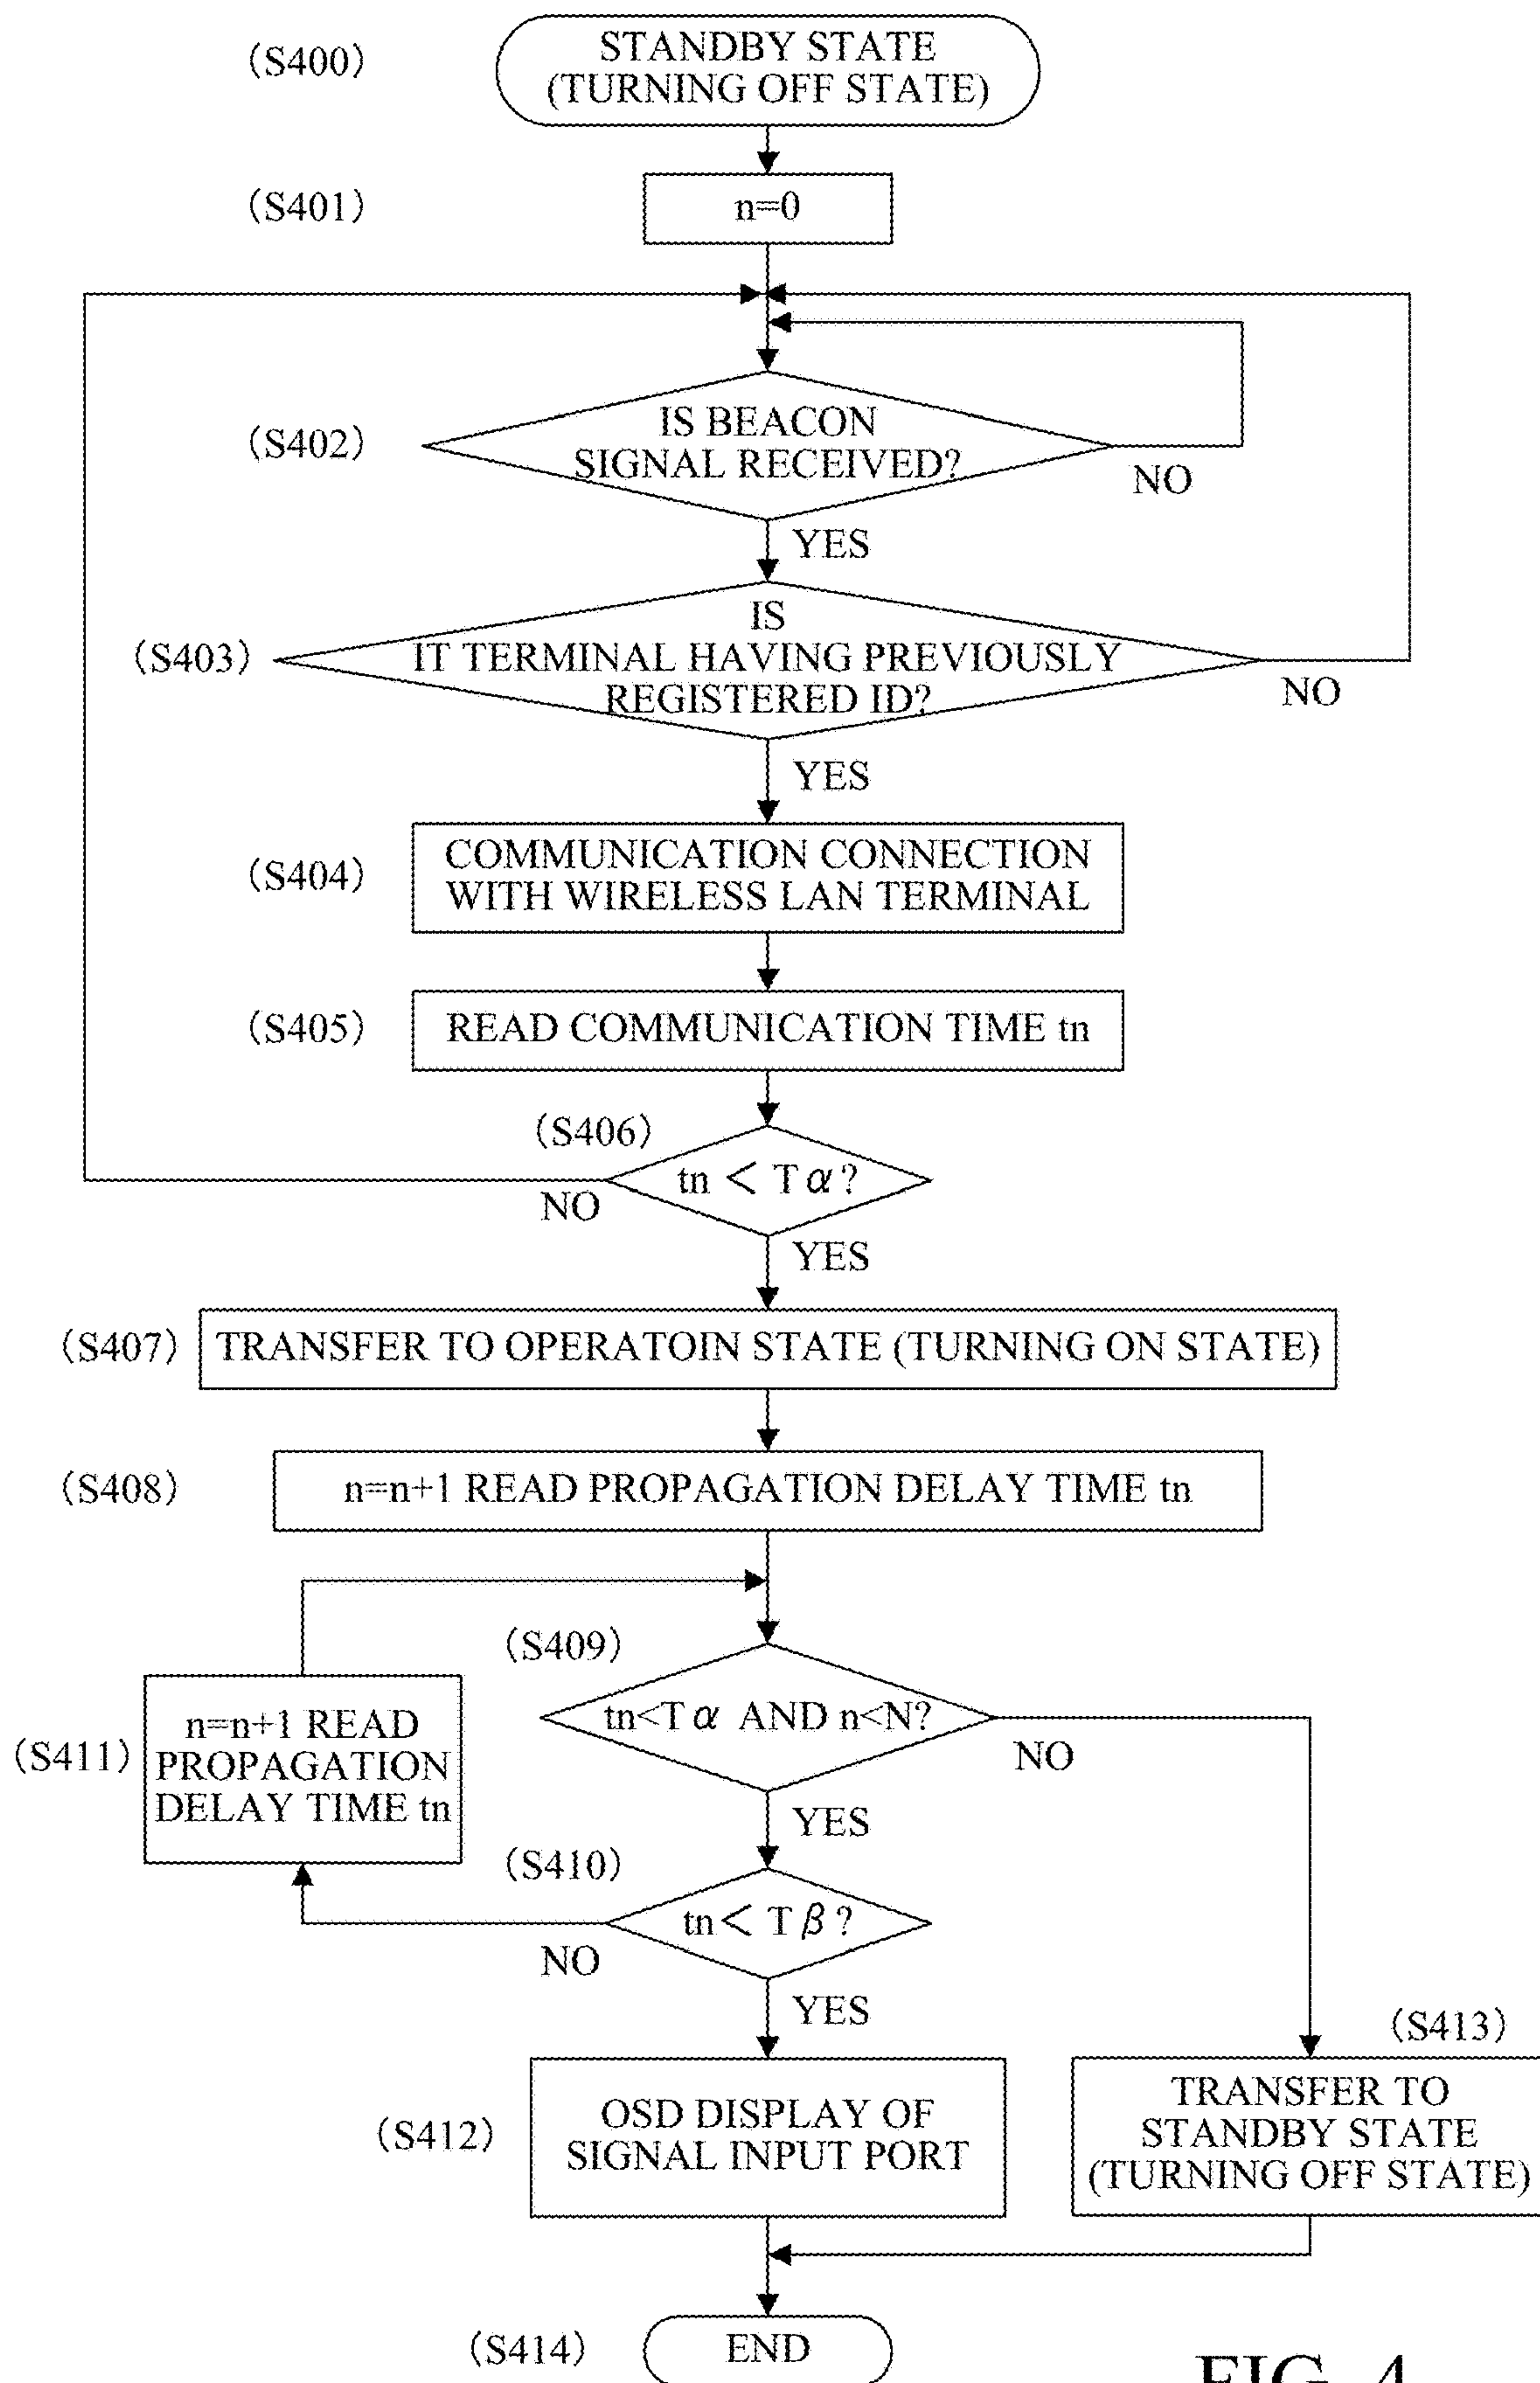 (S400)
STANDBY STATE
(TURNING OFF STATE)
(S401)
n=0
(S402)
IS BEACON
SIGNAL RECEIVED?
NO
YES
(S403)
IS
IT TERMINAL HAVING PREVIOUSLY
REGISTERED ID?
NO
YES
(S404)
COMMUNICATION CONNECTION
WITH WIRELESS LAN TERMINAL
(S405)
READ COMMUNICATION TIME tn
(S406)
tn < Tα?
NO
YES
(S407)
TRANSFER TO OPERATOIN STATE (TURNING ON STATE)
(S408)
n=n+1 READ PROPAGATION DELAY TIME tn
(S409)
tn<Tα AND n<N?
NO
YES
(S411)
n=n+1 READ
PROPAGATION
DELAY TIME tn
(S410)
tn< Tβ?
NO
YES
(S412)
OSD DISPLAY OF
SIGNAL INPUT PORT
(S413)
TRANSFER TO
STANDBY STATE
(TURNING OFF STATE)
(S414)
END
FIG. 4